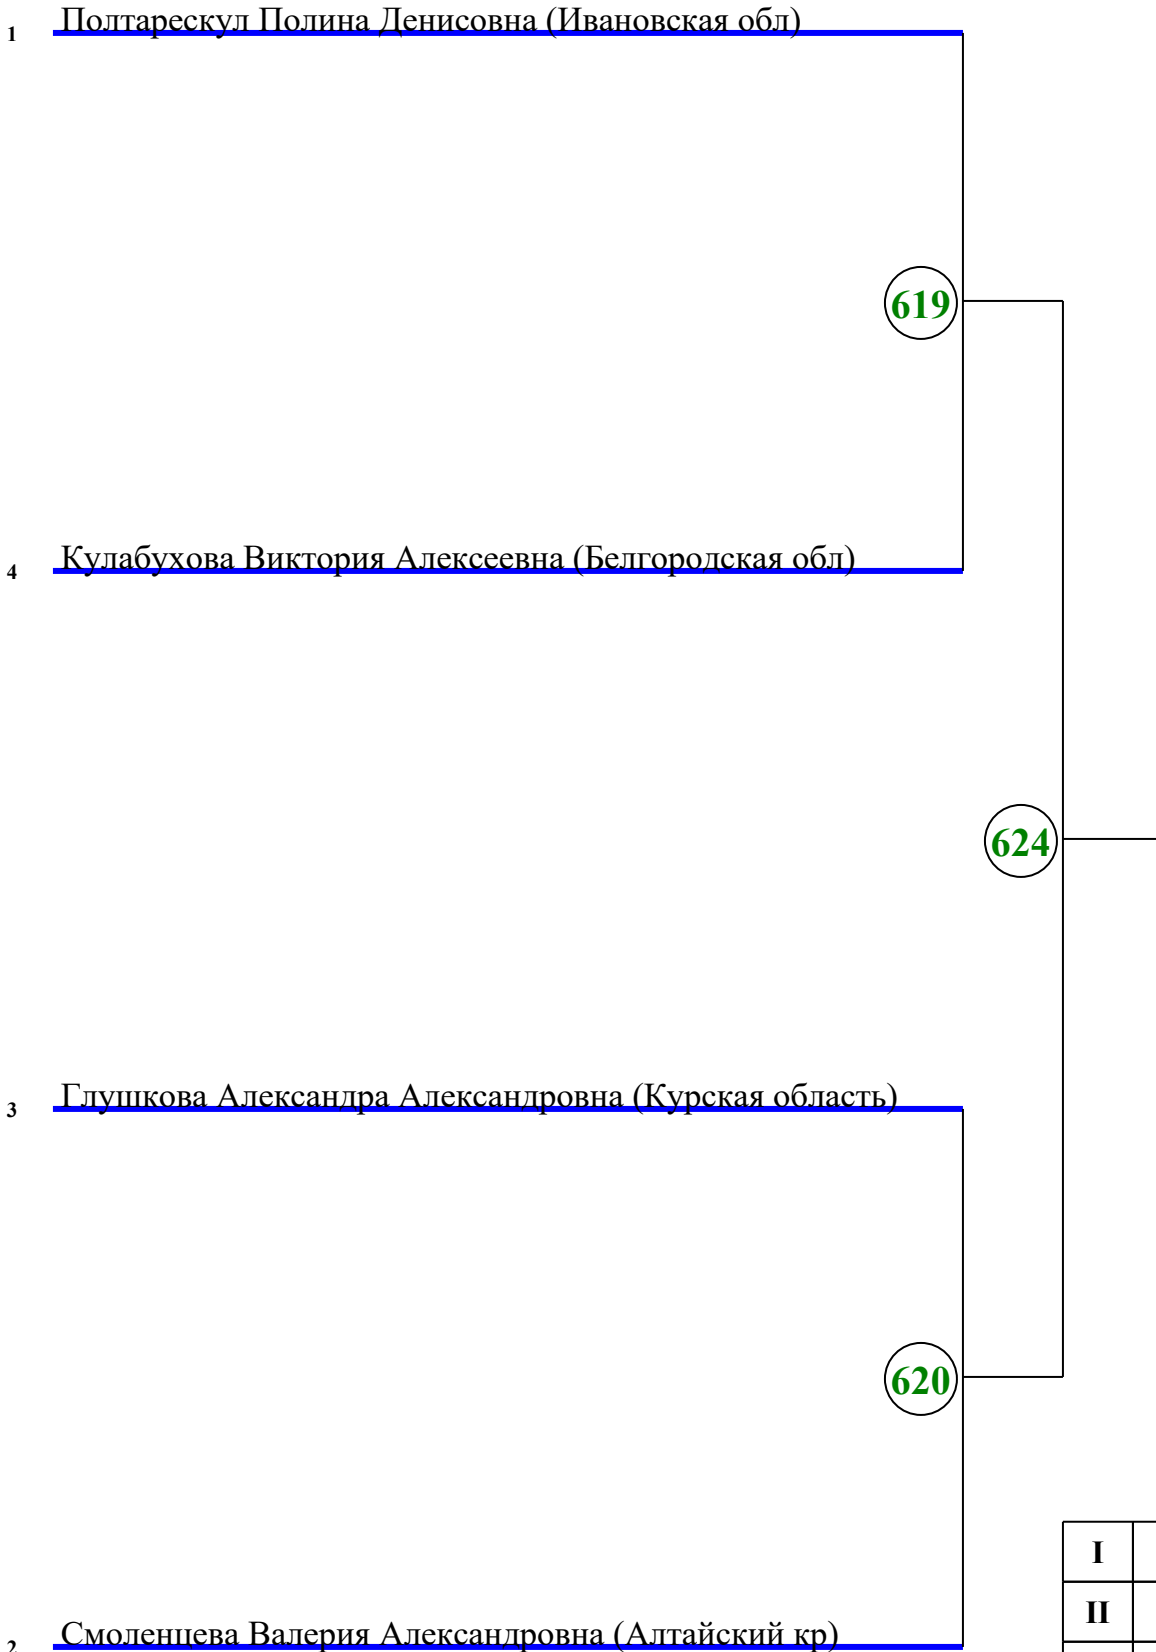 1 Полтарескул Полина Денисовна (Ивановская обл)
619
4 Кулабухова Виктория Алексеевна (Белгородская обл)
624
3 Глушкова Александра Александровна (Курская область)
620
I
II
2 Смоленцева Валерия Александровна (Алтайский кр)